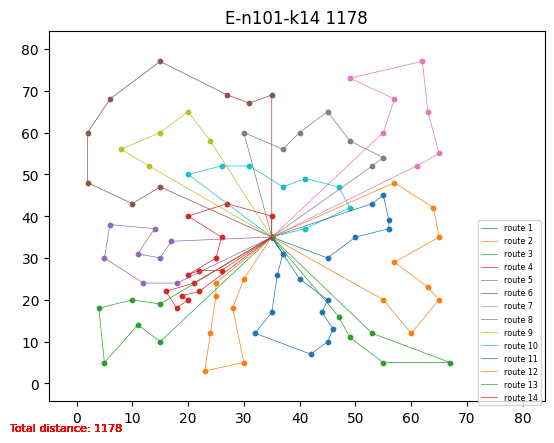 E-n101-k14 1178
80
70
60
50
40
30
20
10
0
0 10 20 30 40 50 60 70 80
route 1
route 2
route 3
route 4
route 5
route 6
route 7
route 8
route 9
route 10
route 11
route 12
route 13
route 14
Total distance: 1178